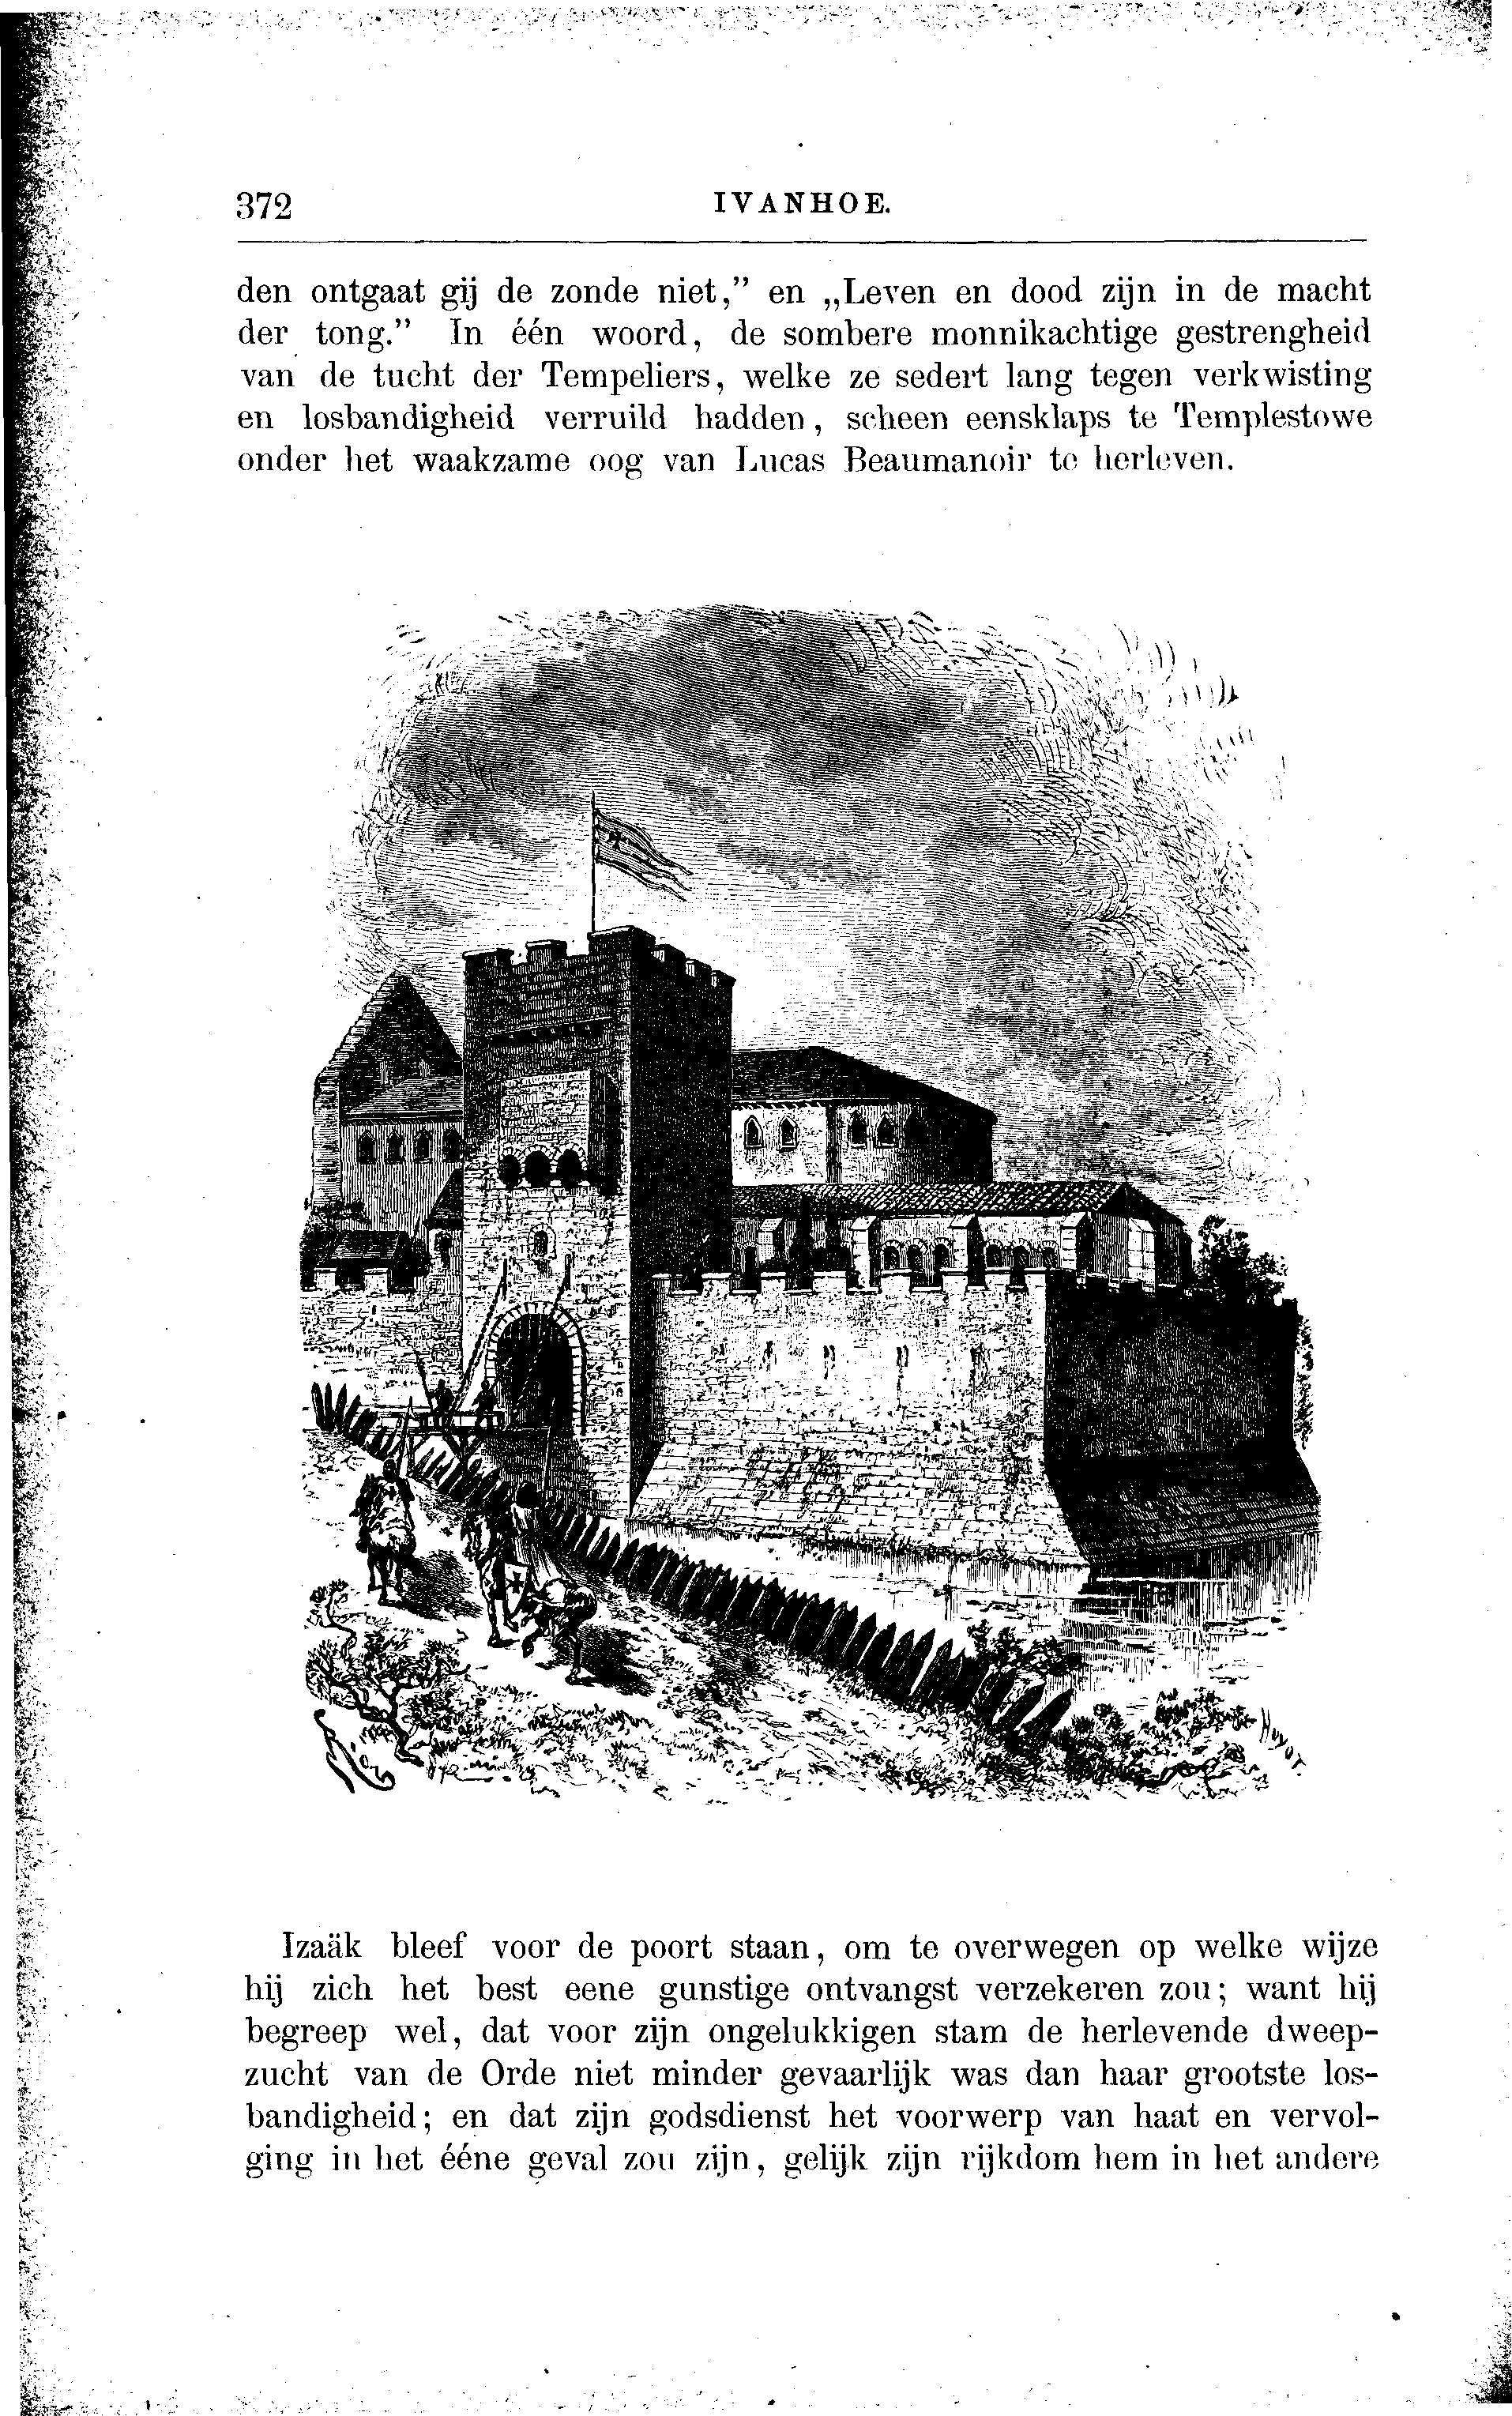 372 IVANHOE.
den ontgaat gij de zonde niet,” en „Leven en dood zijn in de macht
der tong.” In één woord, de sombere monnikachtige gestrengheid
van de tucht der Tempeliers, welke ze sedert lang tegen verkwisting
en losbandigheid verruild hadden, scheen eensklaps te Templestowe
onder het waakzame oog van Lucas Beaumanoir te herleven.
Huyot.
Izaäk bleef voor de poort staan, om te overwegen op welke wijze
hij zich het best eene gunstige ontvangst verzekeren zou; want hij
begreep wel, dat voor zijn ongelukkigen stam de herlevende dweep-
zucht van de Orde niet minder gevaarlijk was dan haar grootste los-
bandigheid; en dat zijn godsdienst het voorwerp van haat en vervol-
ging in het ééne geval zou zijn, gelijk zijn rijkdom hem in het andere